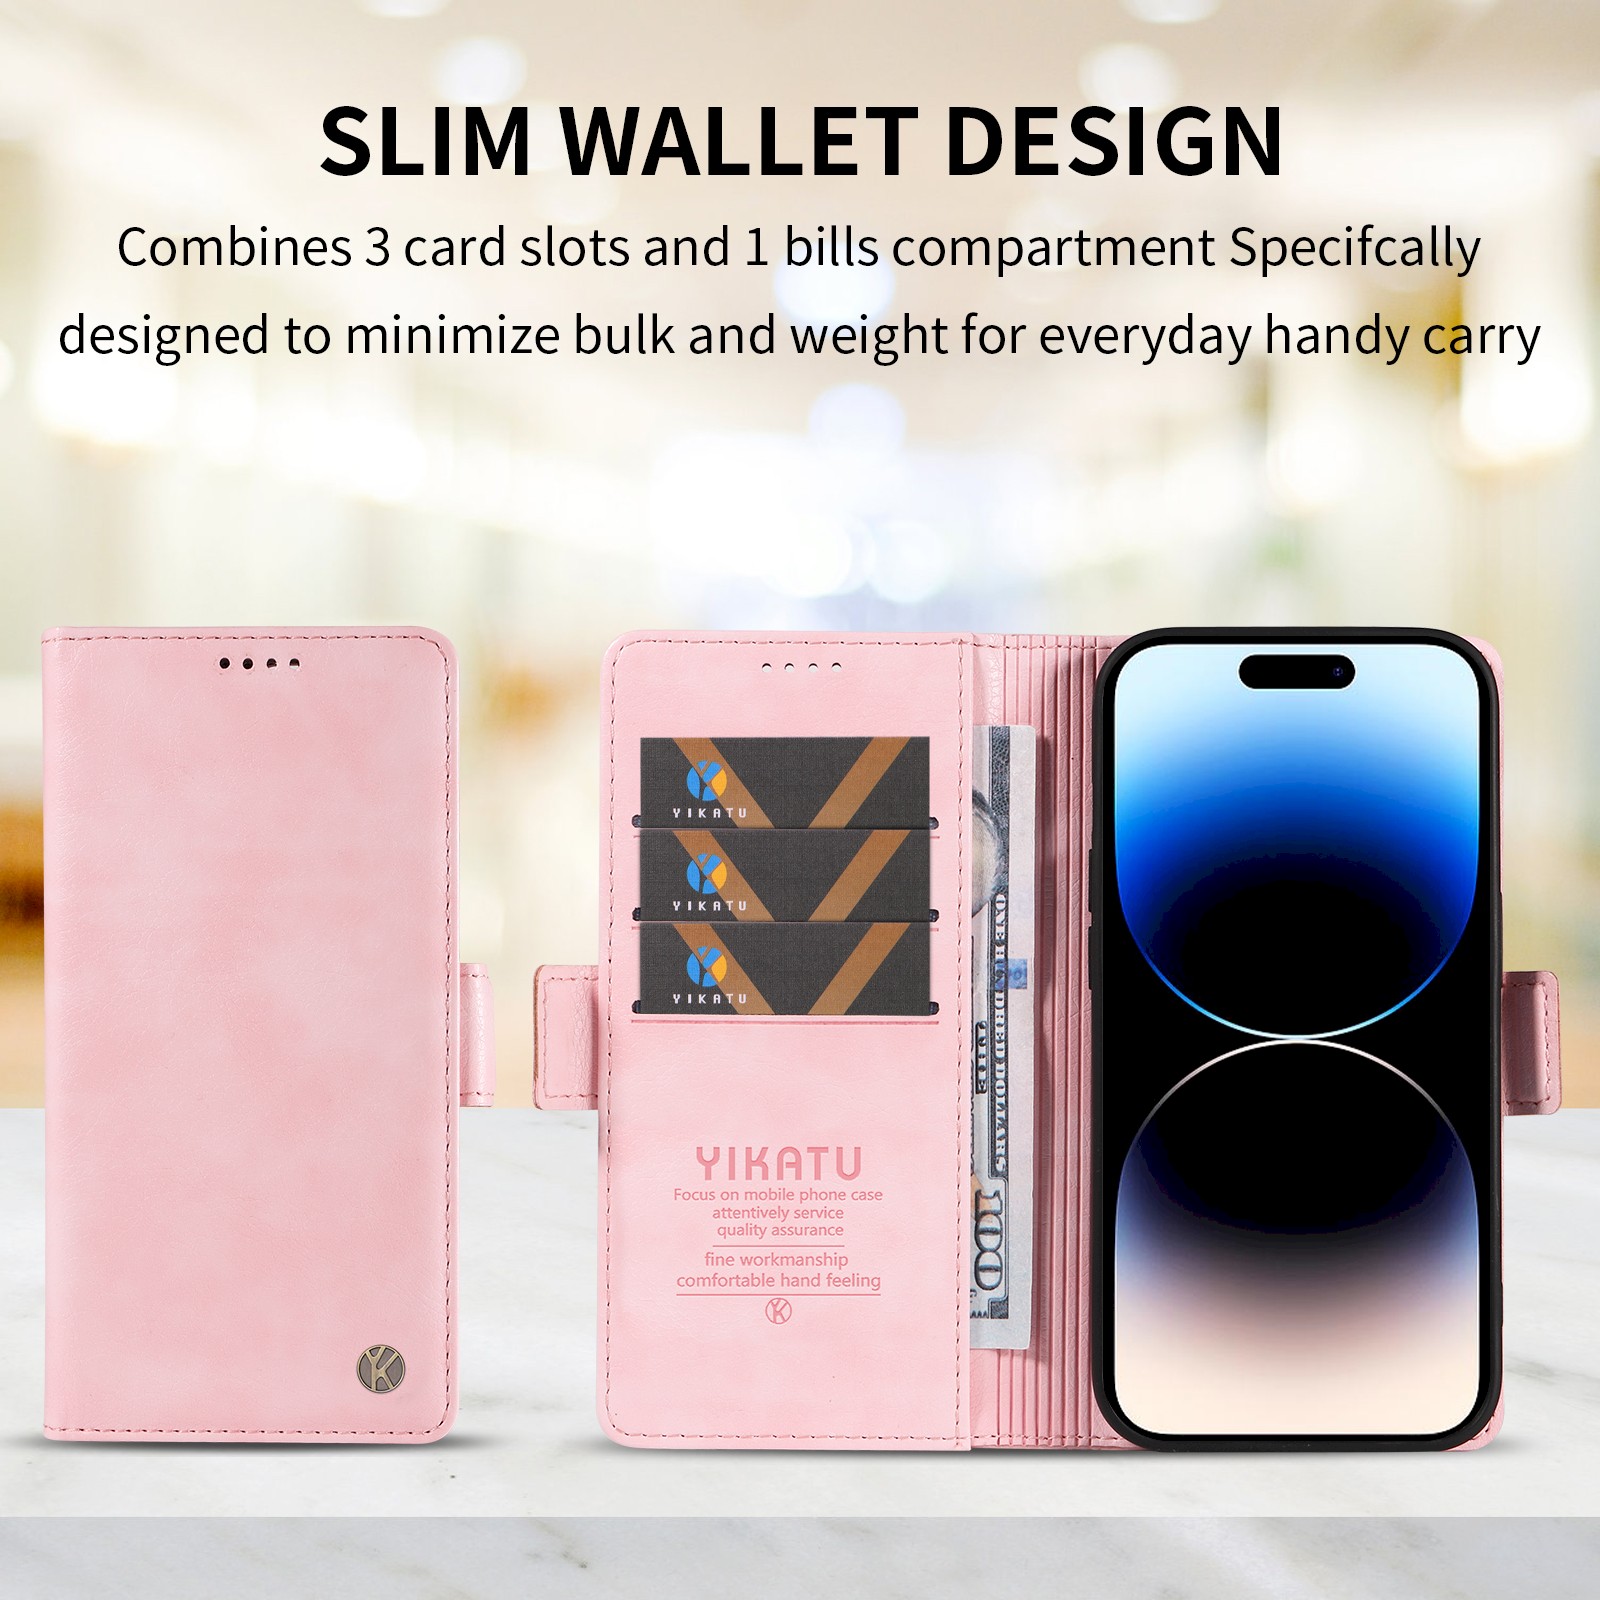 SLIM WALLET DESIGN
Combines 3 card slots and 1 bills compartment Specifcally
designed to minimize bulk and weight for everyday handy carry
YIKATU
YIKATU
YIKATU
100
YIKATU
Focus on mobile phone case
attentively service
quality assurance
fine workmanship
comfortable hand feeling